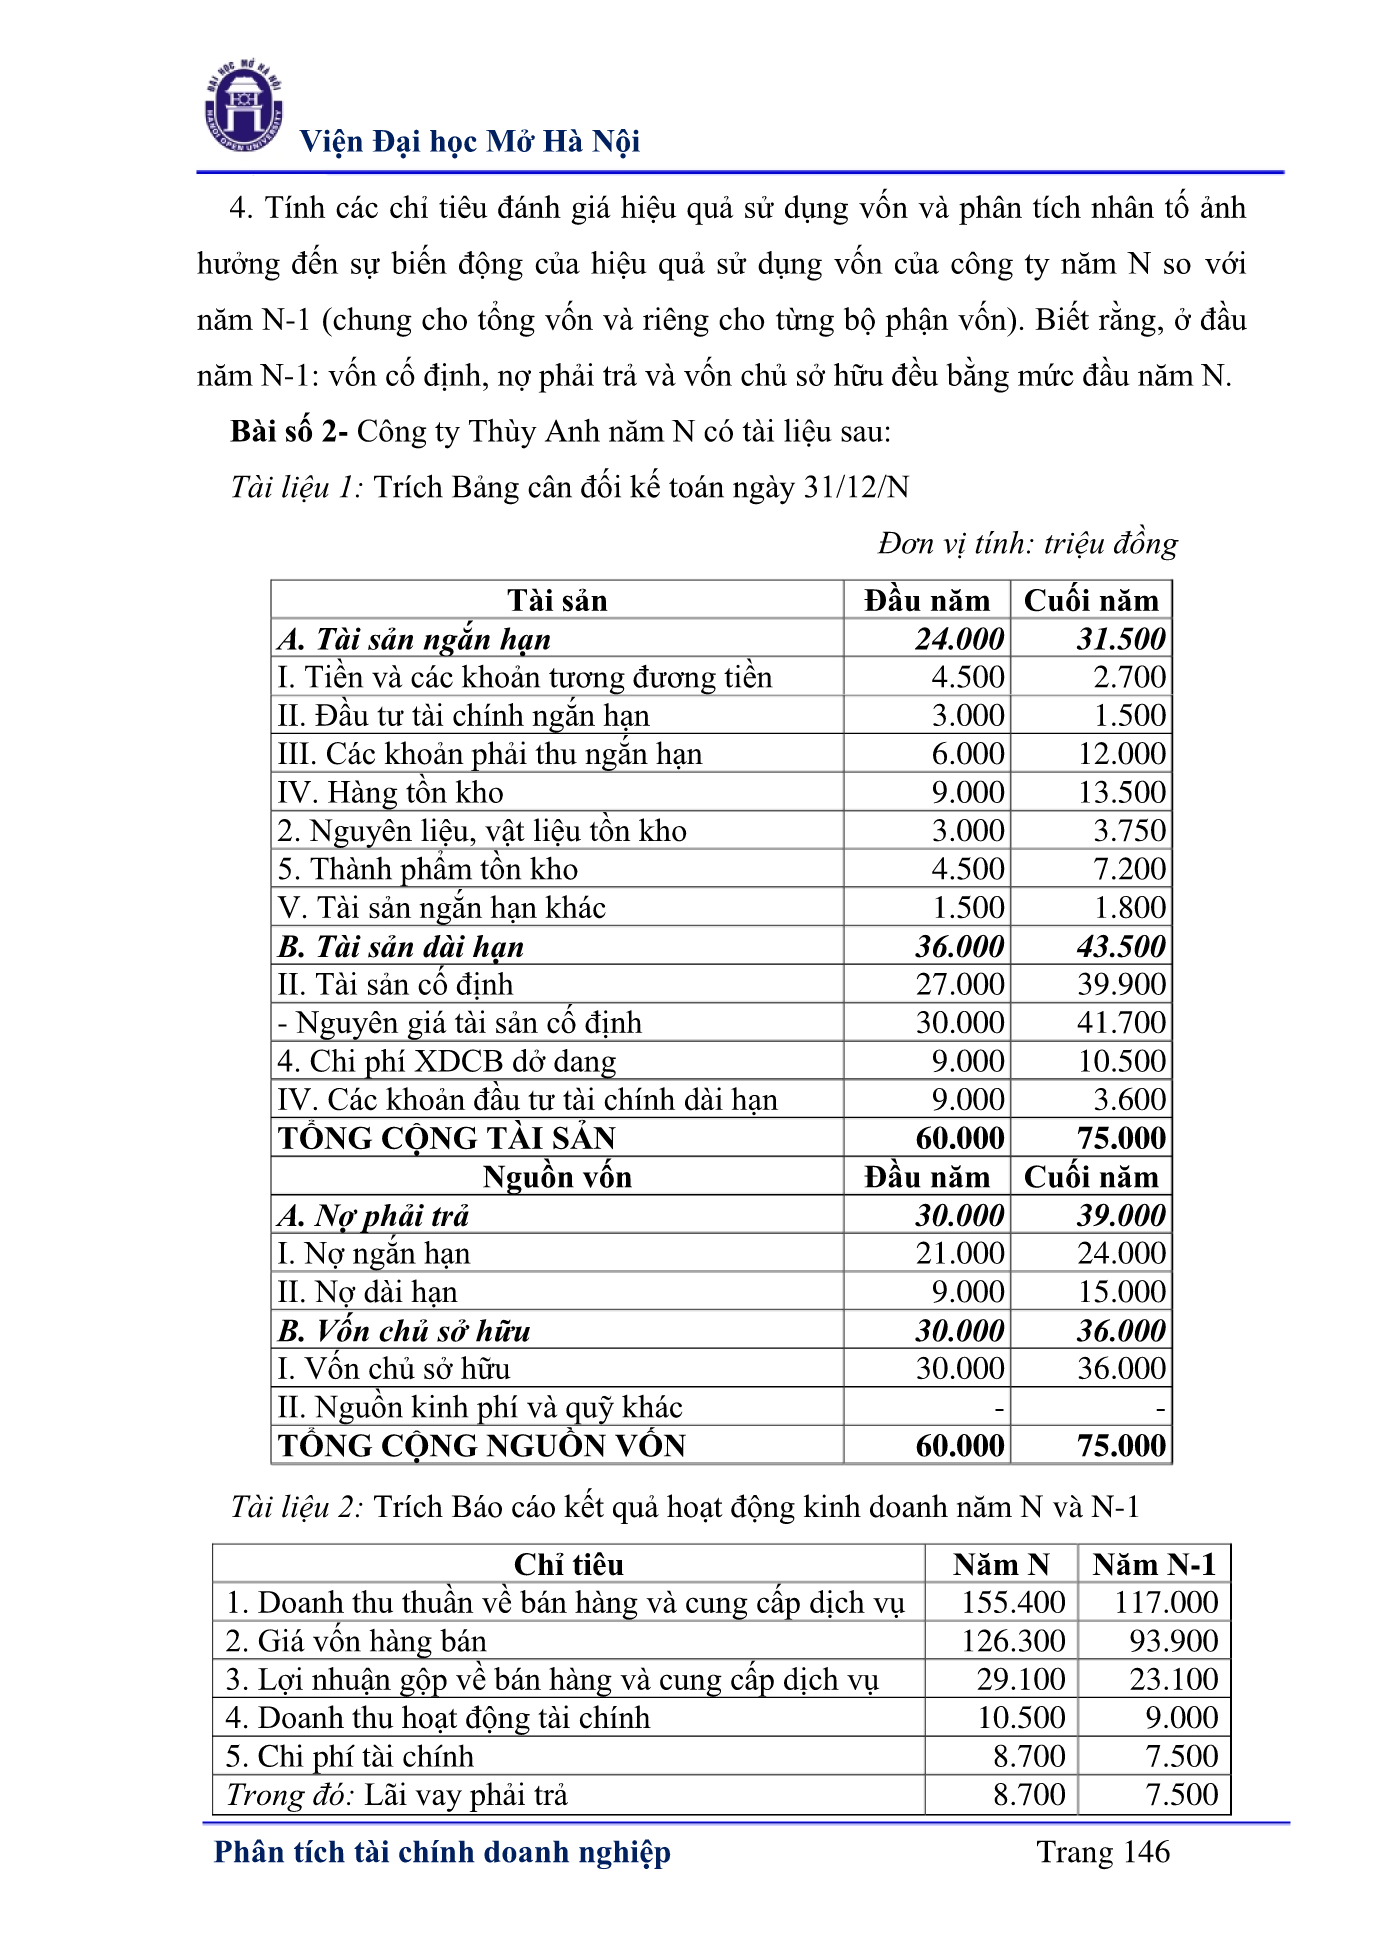 ĐẠI HỌC MỞ HÀ NỘI
HANOI OPEN UNIVERSITY
Viện Đại học Mở Hà Nội
4. Tính các chỉ tiêu đánh giá hiệu quả sử dụng vốn và phân tích nhân tố ảnh
hưởng đến sự biến động của hiệu quả sử dụng vốn của công ty năm N so với
năm N-1 (chung cho tổng vốn và riêng cho từng bộ phận vốn). Biết rằng, ở đầu
năm N-1: vốn cố định, nợ phải trả và vốn chủ sở hữu đều bằng mức đầu năm N.
Bài số 2- Công ty Thùy Anh năm N có tài liệu sau:
Tài liệu 1: Trích Bảng cân đối kế toán ngày 31/12/N
Đơn vị tính: triệu đồng
Tài sản Đầu năm Cuối năm
A. Tài sản ngắn hạn 24.000 31.500
I. Tiền và các khoản tương đương tiền 4.500 2.700
II. Đầu tư tài chính ngắn hạn 3.000 1.500
III. Các khoản phải thu ngắn hạn 6.000 12.000
IV. Hàng tồn kho 9.000 13.500
2. Nguyên liệu, vật liệu tồn kho 3.000 3.750
5. Thành phẩm tồn kho 4.500 7.200
V. Tài sản ngắn hạn khác 1.500 1.800
B. Tài sản dài hạn 36.000 43.500
II. Tài sản cố định 27.000 39.900
- Nguyên giá tài sản cố định 30.000 41.700
4. Chi phí XDCB dở dang 9.000 10.500
IV. Các khoản đầu tư tài chính dài hạn 9.000 3.600
TỔNG CỘNG TÀI SẢN 60.000 75.000
Nguồn vốn Đầu năm Cuối năm
A. Nợ phải trả 30.000 39.000
I. Nợ ngắn hạn 21.000 24.000
II. Nợ dài hạn 9.000 15.000
B. Vốn chủ sở hữu 30.000 36.000
I. Vốn chủ sở hữu 30.000 36.000
II. Nguồn kinh phí và quỹ khác - -
TỔNG CỘNG NGUỒN VỐN 60.000 75.000
Tài liệu 2: Trích Báo cáo kết quả hoạt động kinh doanh năm N và N-1
Chỉ tiêu Năm N Năm N-1
1. Doanh thu thuần về bán hàng và cung cấp dịch vụ 155.400 117.000
2. Giá vốn hàng bán 126.300 93.900
3. Lợi nhuận gộp về bán hàng và cung cấp dịch vụ 29.100 23.100
4. Doanh thu hoạt động tài chính 10.500 9.000
5. Chi phí tài chính 8.700 7.500
Trong đó: Lãi vay phải trả 8.700 7.500
Phân tích tài chính doanh nghiệp Trang 146